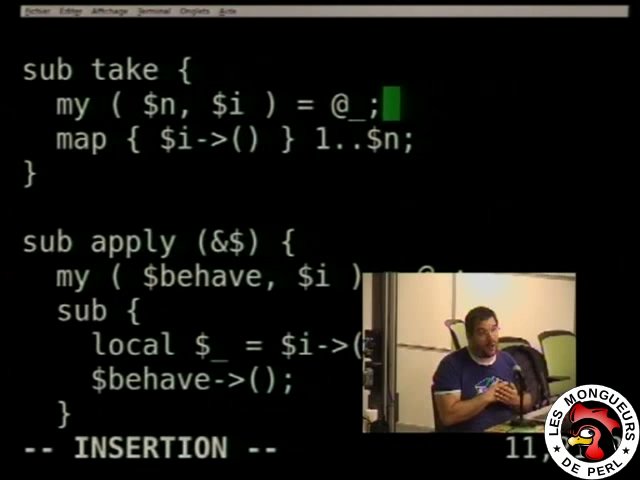 Fichier Editer Affichage Terminal Onglets Aide
sub take {
my ( $n, $i ) = @_;
map { $i->() } 1..$n;
}
sub apply (&$) {
my ( $behave, $i )
sub {
local $_ = $i->(
$behave->();
}
-- INSERTION --
11,
LES MONGUEURS
DE PERL